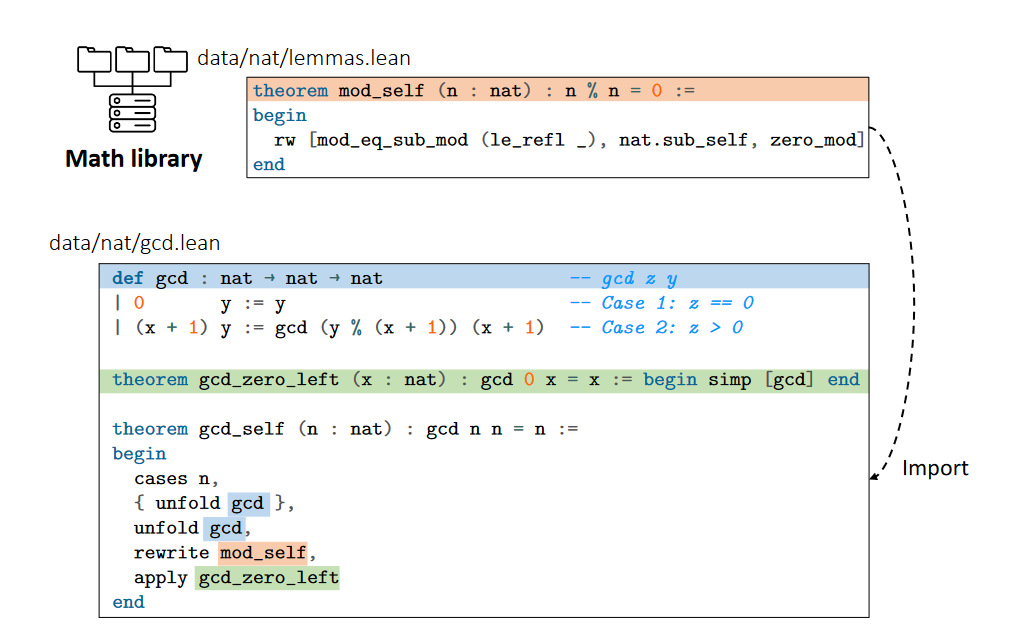 data/nat/lemmas.lean
Math library
theorem mod_self (n : nat) : n % n = 0 :=
begin
  rw [mod_eq_sub_mod (le_refl _), nat.sub_self, zero_mod]
end
data/nat/gcd.lean
def gcd : nat → nat → nat                 -- gcd z y
| 0       y := y                          -- Case 1: z == 0
| (x + 1) y := gcd (y % (x + 1)) (x + 1)  -- Case 2: z > 0
theorem gcd_zero_left (x : nat) : gcd 0 x = x := begin simp [gcd] end
theorem gcd_self (n : nat) : gcd n n = n :=
begin
  cases n,
  { unfold gcd },
  unfold gcd,
  rewrite mod_self,
  apply gcd_zero_left
end
Import